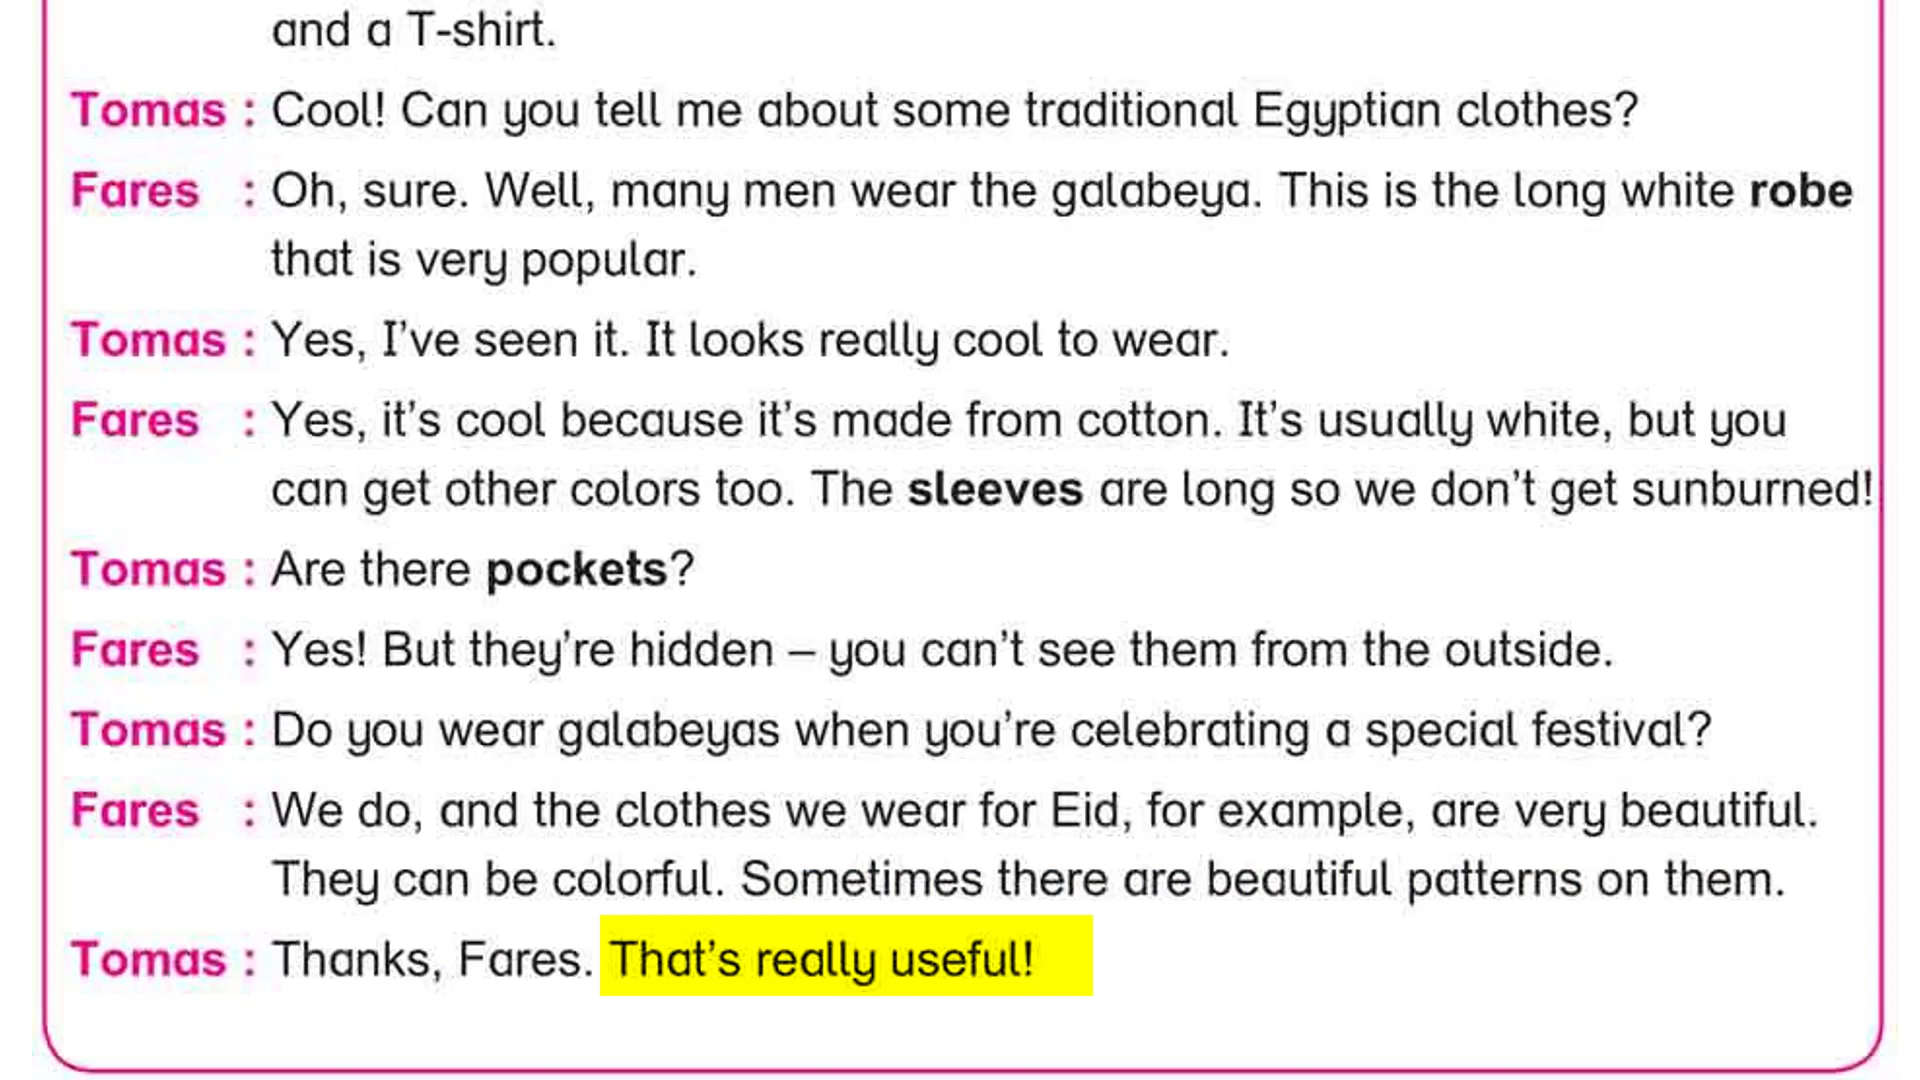 and a T-shirt.
Tomas : Cool! Can you tell me about some traditional Egyptian clothes?
Fares : Oh, sure. Well, many men wear the galabeya. This is the long white robe
that is very popular.
Tomas : Yes, I've seen it. It looks really cool to wear.
Fares : Yes, it's cool because it's made from cotton. It's usually white, but you
can get other colors too. The sleeves are long so we don't get sunburned!
Tomas : Are there pockets?
Fares : Yes! But they're hidden – you can't see them from the outside.
Tomas : Do you wear galabeyas when you're celebrating a special festival?
Fares : We do, and the clothes we wear for Eid, for example, are very beautiful.
They can be colorful. Sometimes there are beautiful patterns on them.
Tomas : Thanks, Fares. That's really useful!